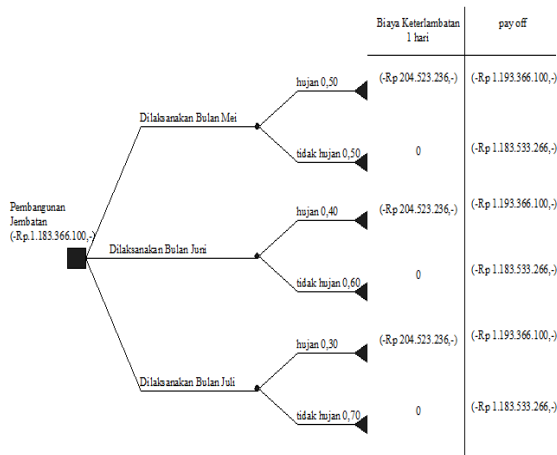 Biaya Keterlambatan
1 hari
pay off
hujan 0,50
(-Rp 204.523.236,-)
(-Rp 1.193.366.100,-)
Dilaksanakan Bulan Mei
tidak hujan 0,50
0
(-Rp 1.183.533.266,-)
Pembangunan
Jembatan
(-Rp.1.183.366.100,-)
hujan 0,40
(-Rp 204.523.236,-)
(-Rp 1.193.366.100,-)
Dilaksanakan Bulan Juni
tidak hujan 0,60
0
(-Rp 1.183.533.266,-)
hujan 0,30
(-Rp 204.523.236,-)
(-Rp 1.193.366.100,-)
Dilaksanakan Bulan Juli
tidak hujan 0,70
0
(-Rp 1.183.533.266,-)